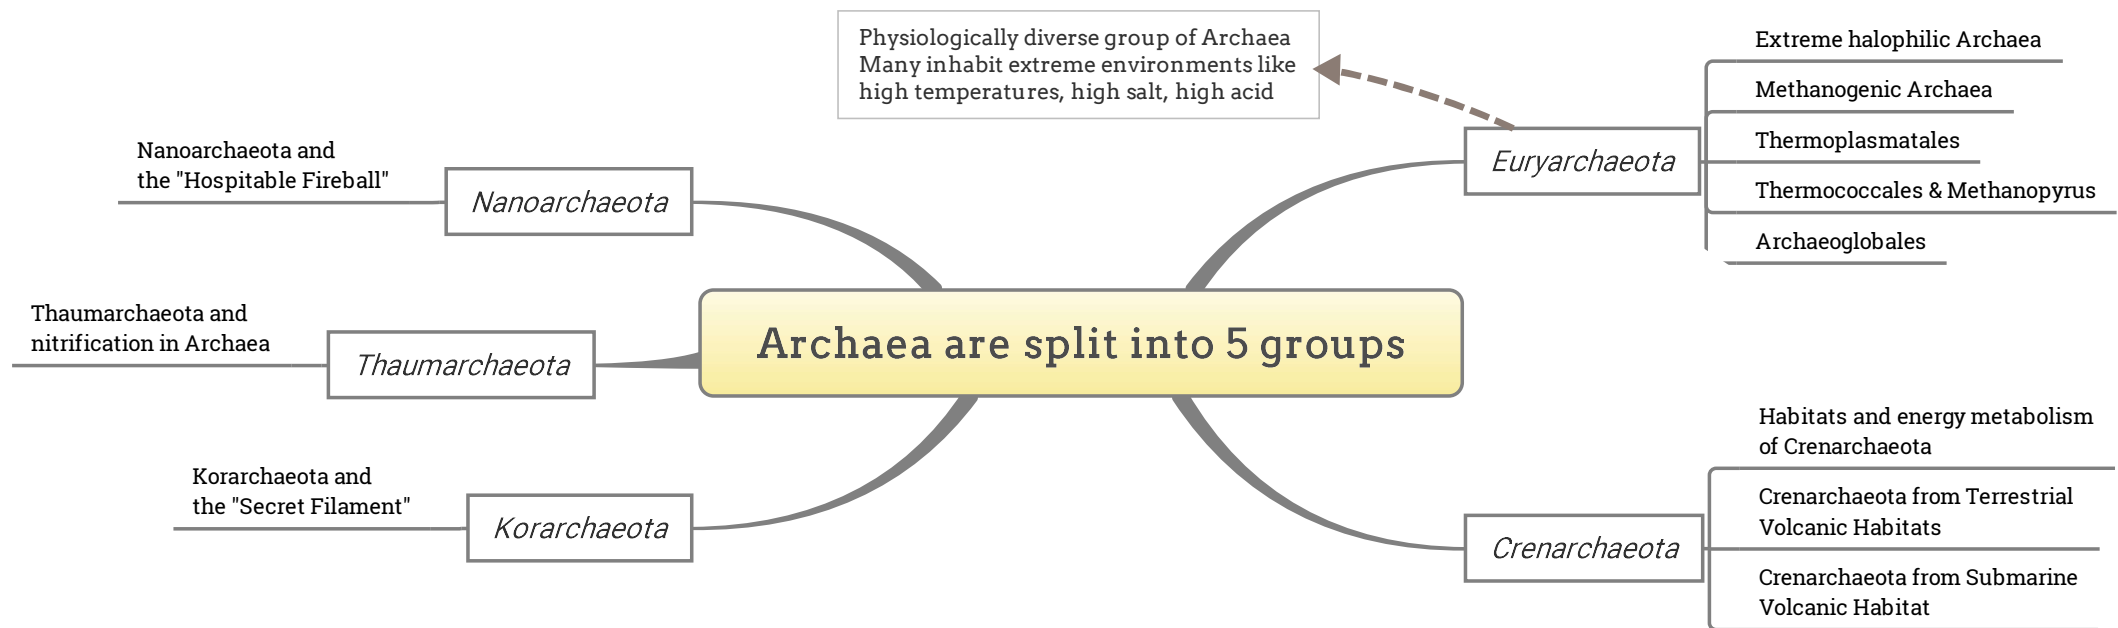 Physiologically diverse group of Archaea
Many inhabit extreme environments like
high temperatures, high salt, high acid
Extreme halophilic Archaea
Methanogenic Archaea
Thermoplasmatales
Thermococcales & Methanopyrus
Archaeoglobales
Euryarchaeota
Nanoarchaeota and
the "Hospitable Fireball"
Nanoarchaeota
Thaumarchaeota and
nitrification in Archaea
Thaumarchaeota
Archaea are split into 5 groups
Korarchaeota and
the "Secret Filament"
Korarchaeota
Crenarchaeota
Habitats and energy metabolism
of Crenarchaeota
Crenarchaeota from Terrestrial
Volcanic Habitats
Crenarchaeota from Submarine
Volcanic Habitat